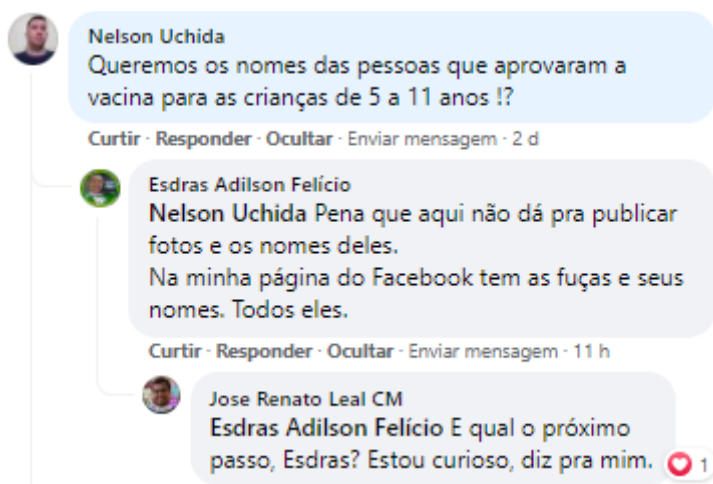 Nelson Uchida
Queremos os nomes das pessoas que aprovaram a
vacina para as crianças de 5 a 11 anos !?
Curtir · Responder · Ocultar · Enviar mensagem · 2 d
Esdras Adilson Felício
Nelson Uchida Pena que aqui não dá pra publicar
fotos e os nomes deles.
Na minha página do Facebook tem as fuças e seus
nomes. Todos eles.
Curtir · Responder · Ocultar · Enviar mensagem · 11 h
Jose Renato Leal CM
Esdras Adilson Felício E qual o próximo
passo, Esdras? Estou curioso, diz pra mim.
1